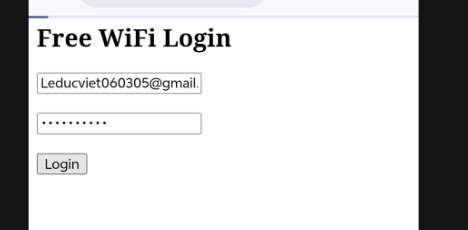 Free WiFi Login
Leducviet060305@gmail.
••••••••••
Login